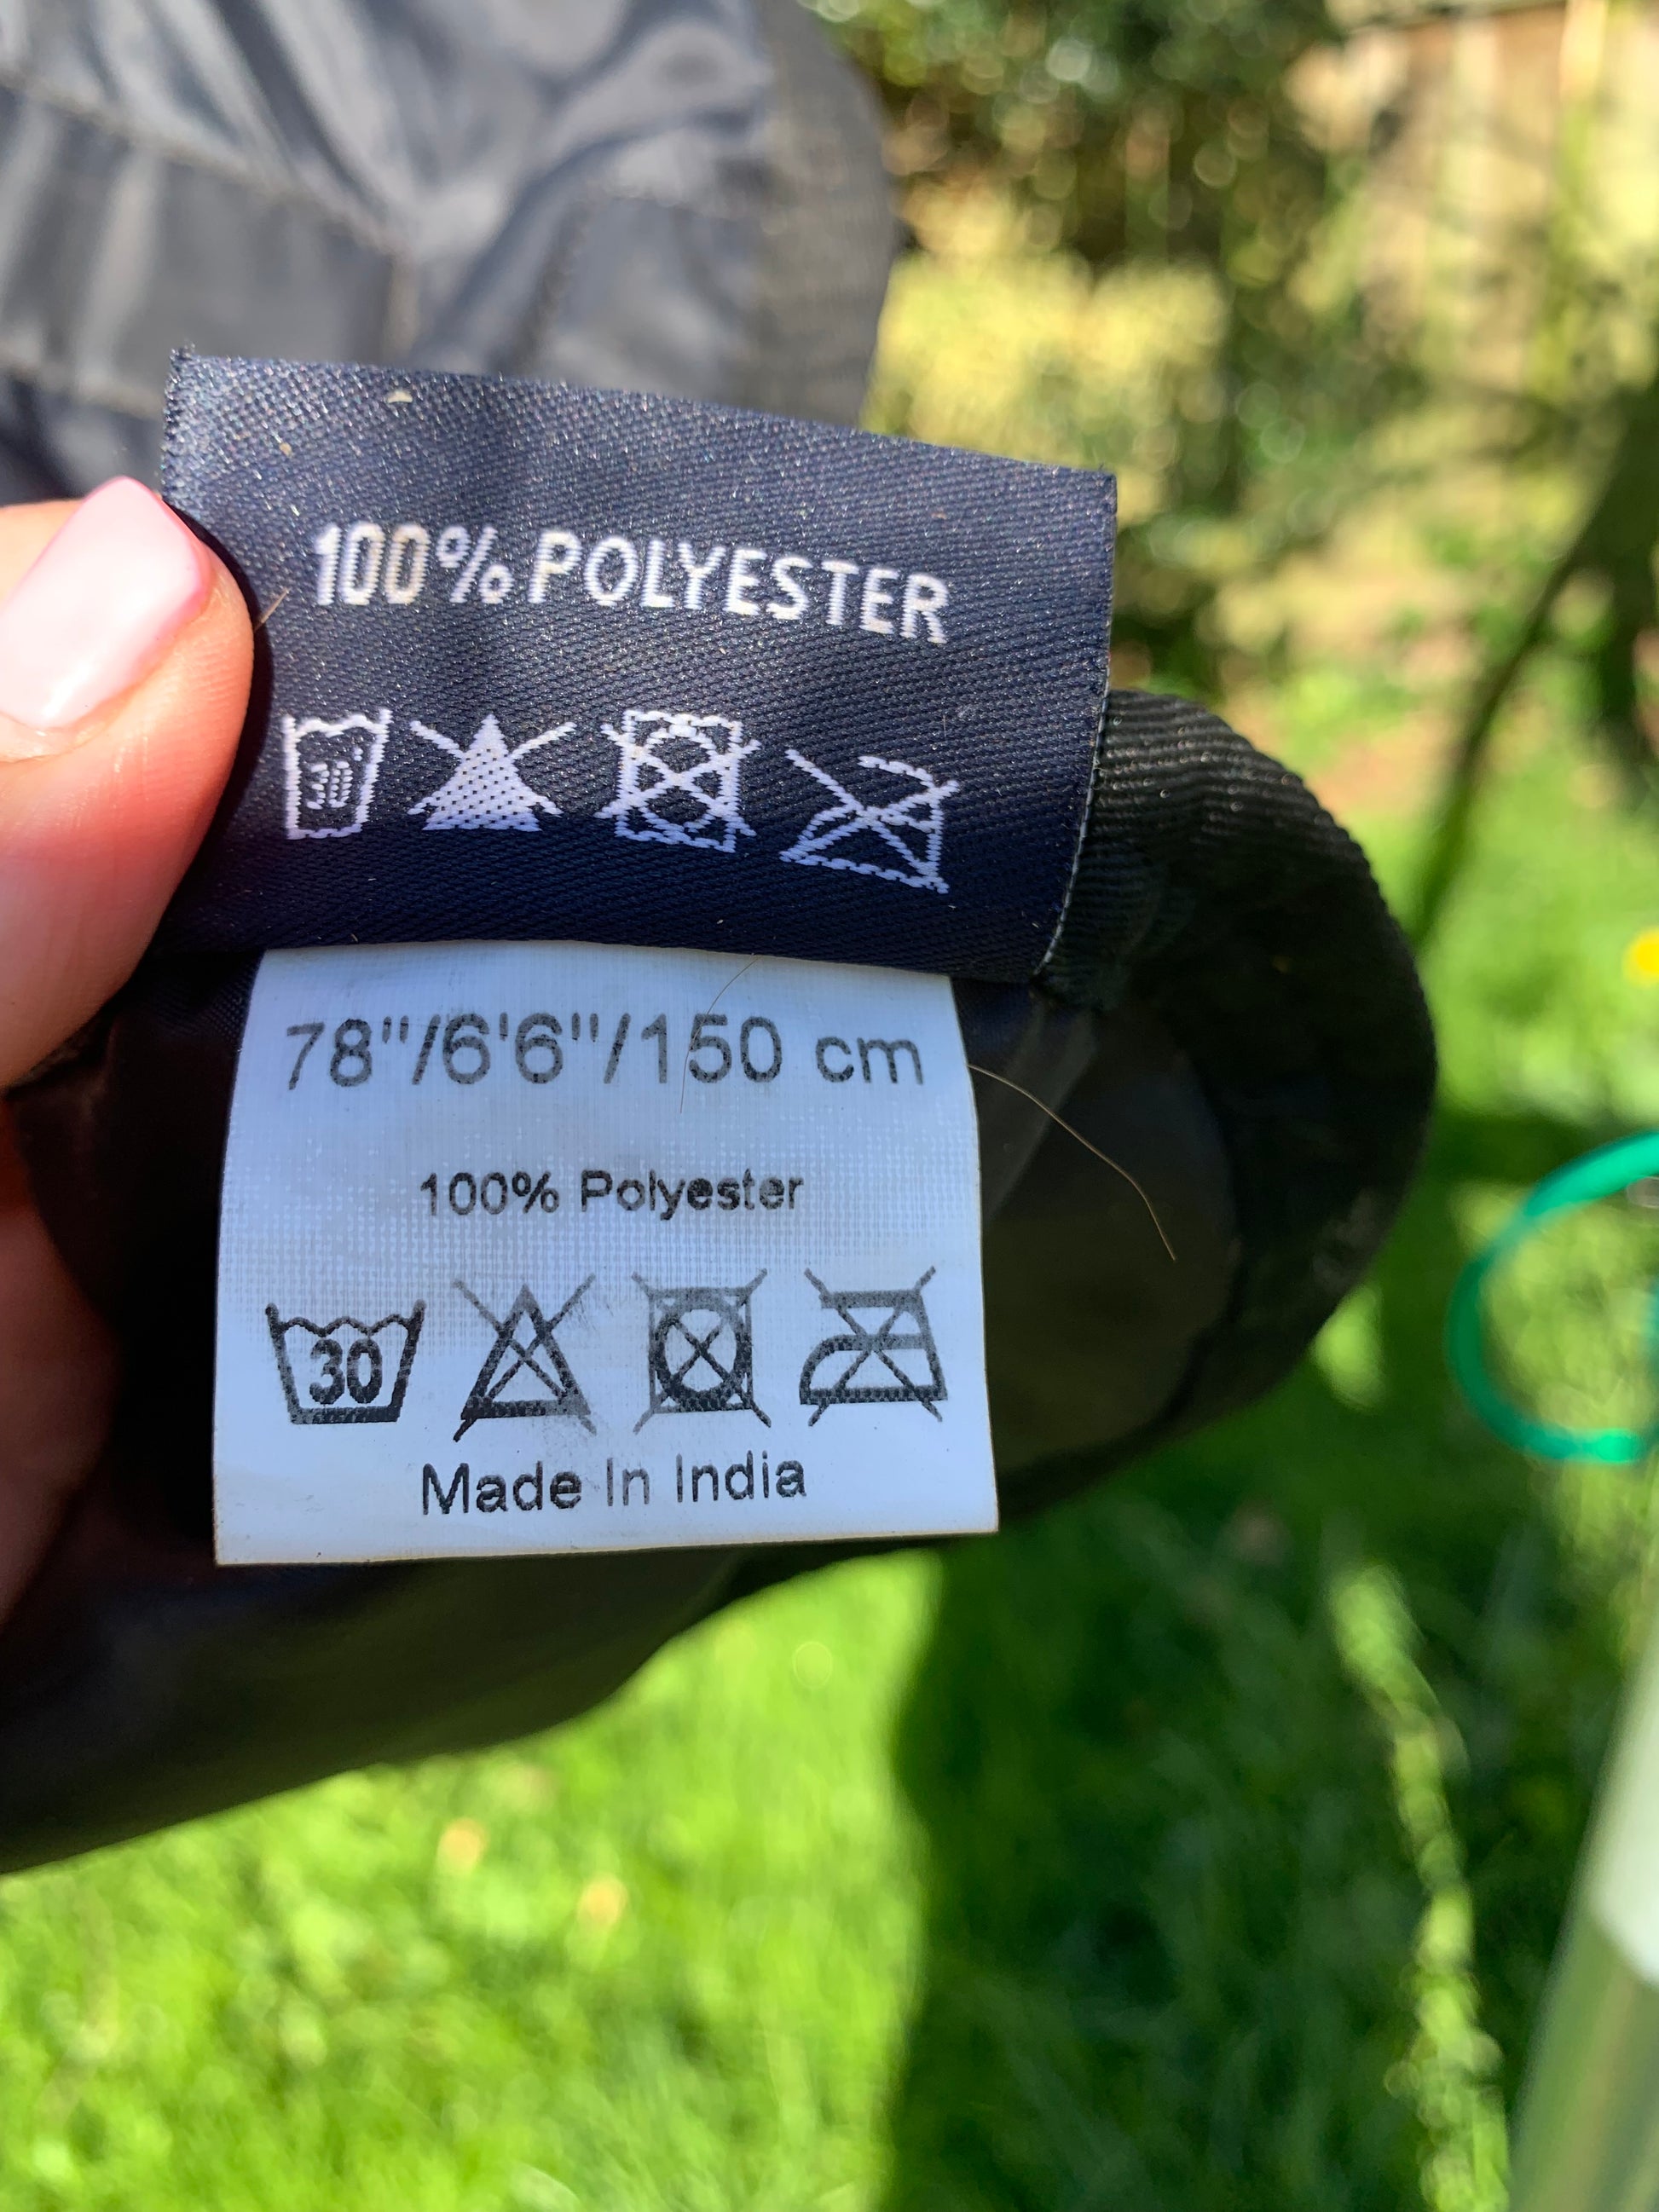 100% POLYESTER
30
78"/6'6"/150 cm
100% Polyester
30
Made In India